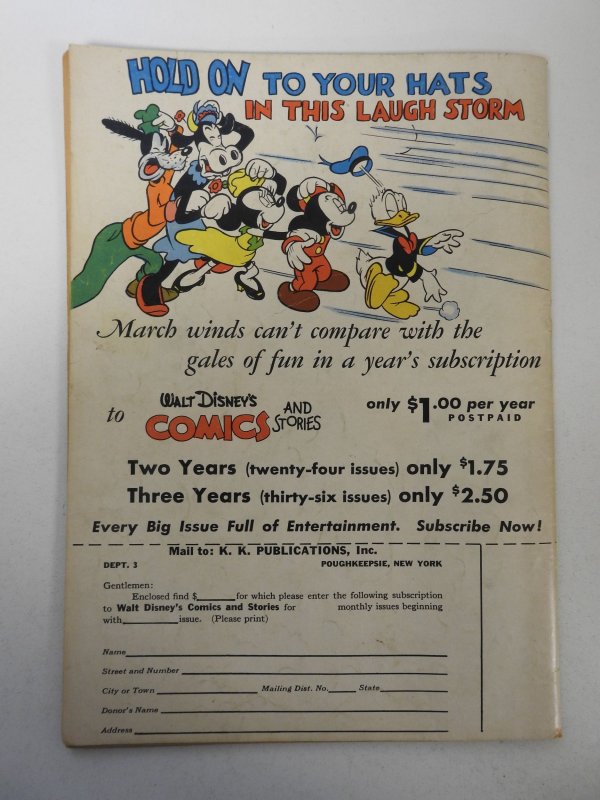 HOLD ON TO YOUR HATS
IN THIS LAUGH STORM
March winds can't compare with the
gales of fun in a year's subscription
to WALT DISNEY'S COMICS AND STORIES only $1.00 per year POSTPAID
Two Years (twenty-four issues) only $1.75
Three Years (thirty-six issues) only $2.50
Every Big Issue Full of Entertainment. Subscribe Now!
Mail to: K. K. PUBLICATIONS, Inc.
DEPT. 3 POUGHKEEPSIE, NEW YORK
Gentlemen:
Enclosed find $______for which please enter the following subscription
to Walt Disney's Comics and Stories for monthly issues beginning
with________issue. (Please print)
Name
Street and Number
City or Town Mailing Dist. No. State
Donor's Name
Address